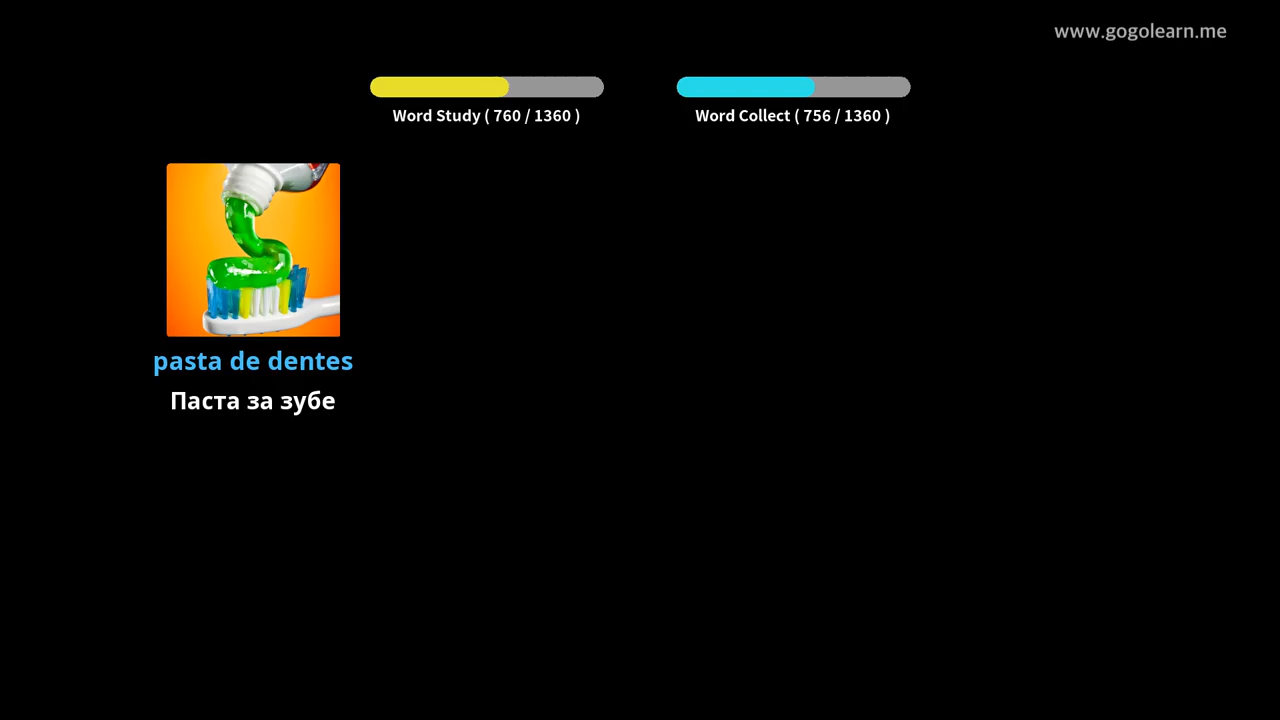 www.gogolearn.me
Word Study ( 760 / 1360 )
Word Collect ( 756 / 1360 )
pasta de dentes
Паста за зубе